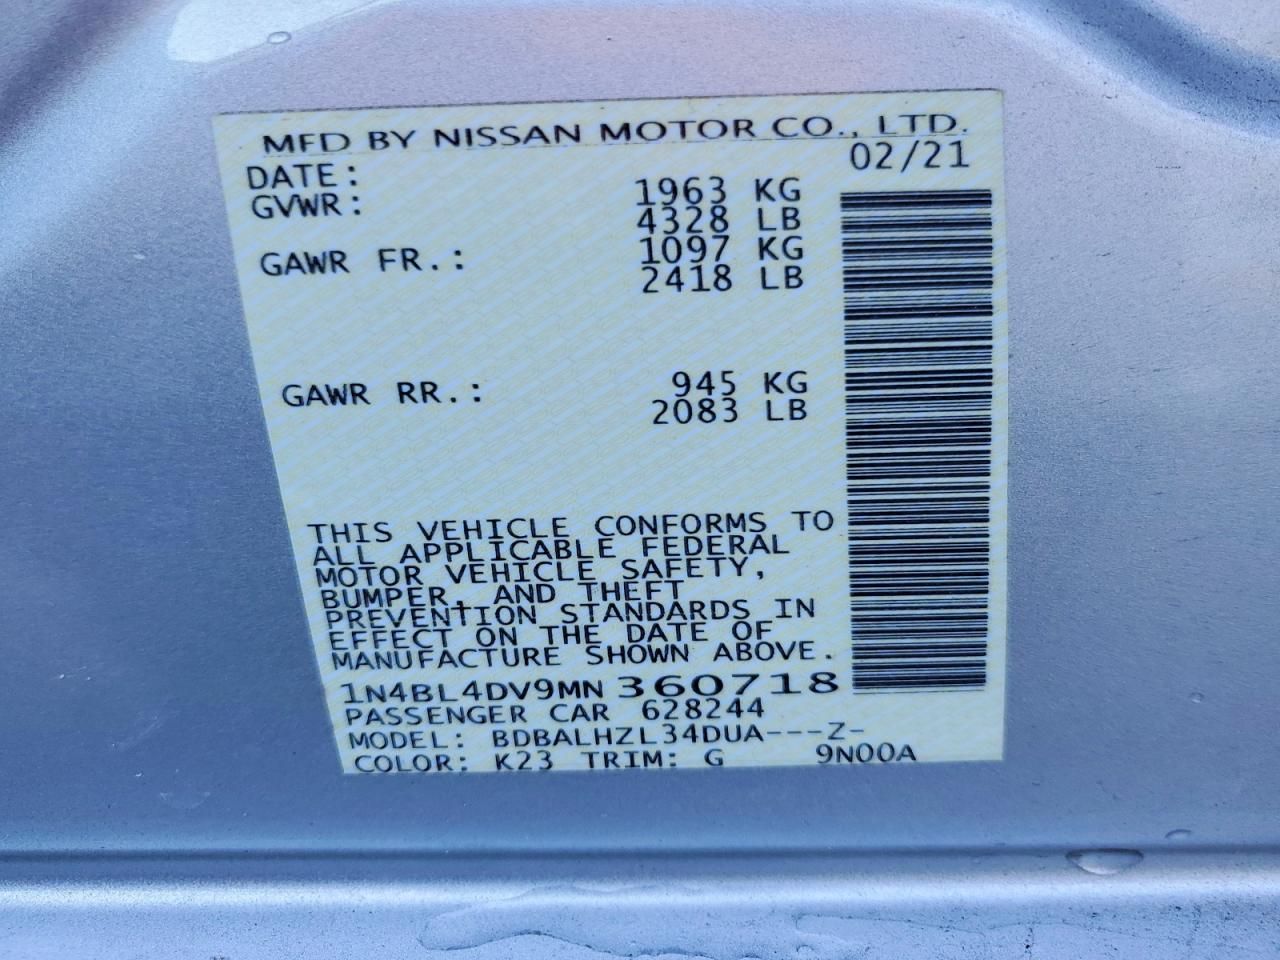 MFD BY NISSAN MOTOR CO., LTD.
DATE: 02/21
GVWR: 1963 KG
4328 LB
GAWR FR.: 1097 KG
2418 LB
GAWR RR.: 945 KG
2083 LB
THIS VEHICLE CONFORMS TO
ALL APPLICABLE FEDERAL
MOTOR VEHICLE SAFETY,
BUMPER, AND THEFT
PREVENTION STANDARDS IN
EFFECT ON THE DATE OF
MANUFACTURE SHOWN ABOVE.
1N4BL4DV9MN 360718
PASSENGER CAR 628244
MODEL: BDBALHZL34DUA---Z-
COLOR: K23 TRIM: G 9N00A